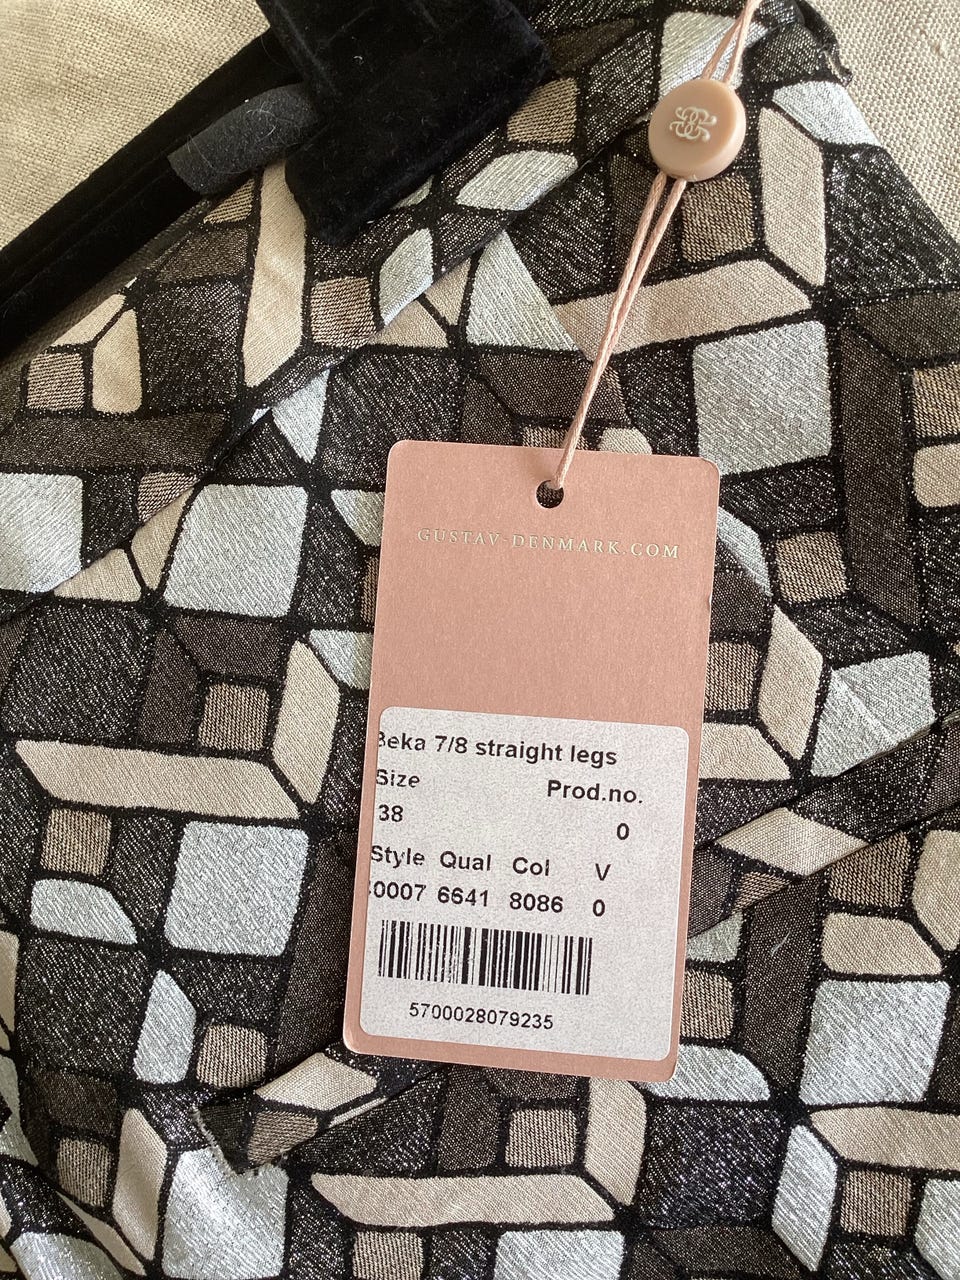 GUSTAV-DENMARK.COM
Beka 7/8 straight legs
Size Prod.no.
38 0
Style Qual Col V
0007 6641 8086 0
5700028079235